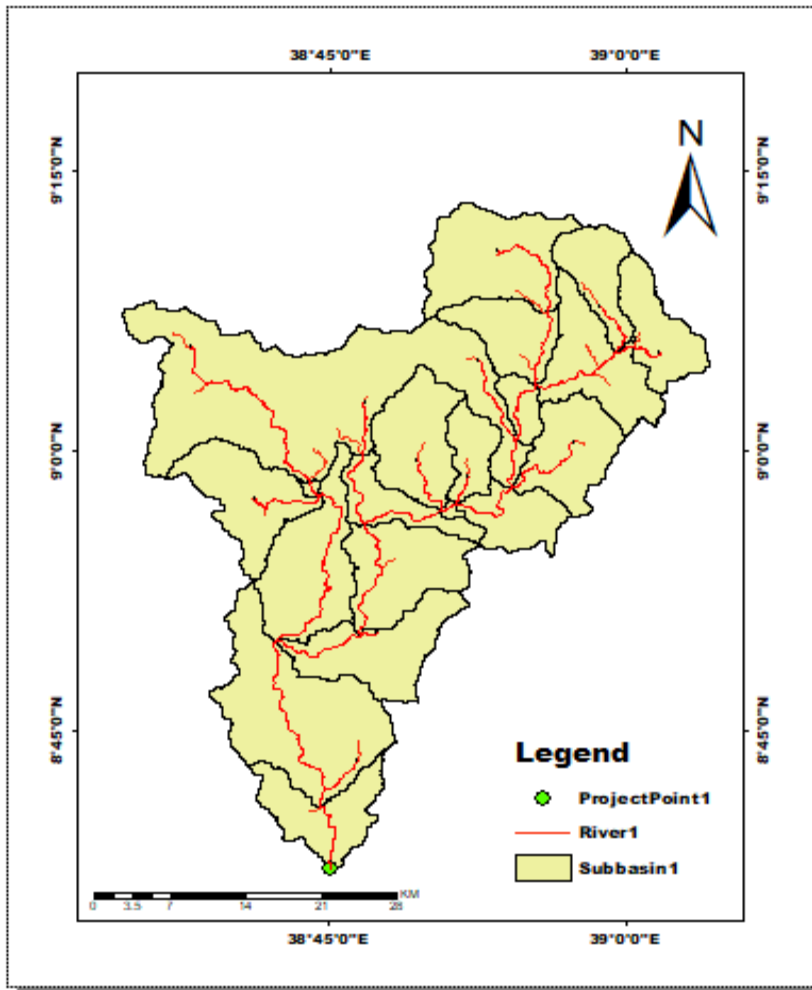 38°45'0"E 39°0'0"E
N
9°15'0"N 9°15'0"N
9°0'0"N 9°0'0"N
8°45'0"N 8°45'0"N
Legend
ProjectPoint1
River1
Subbasin1
KM
0 3.5 7 14 21 28
38°45'0"E 39°0'0"E